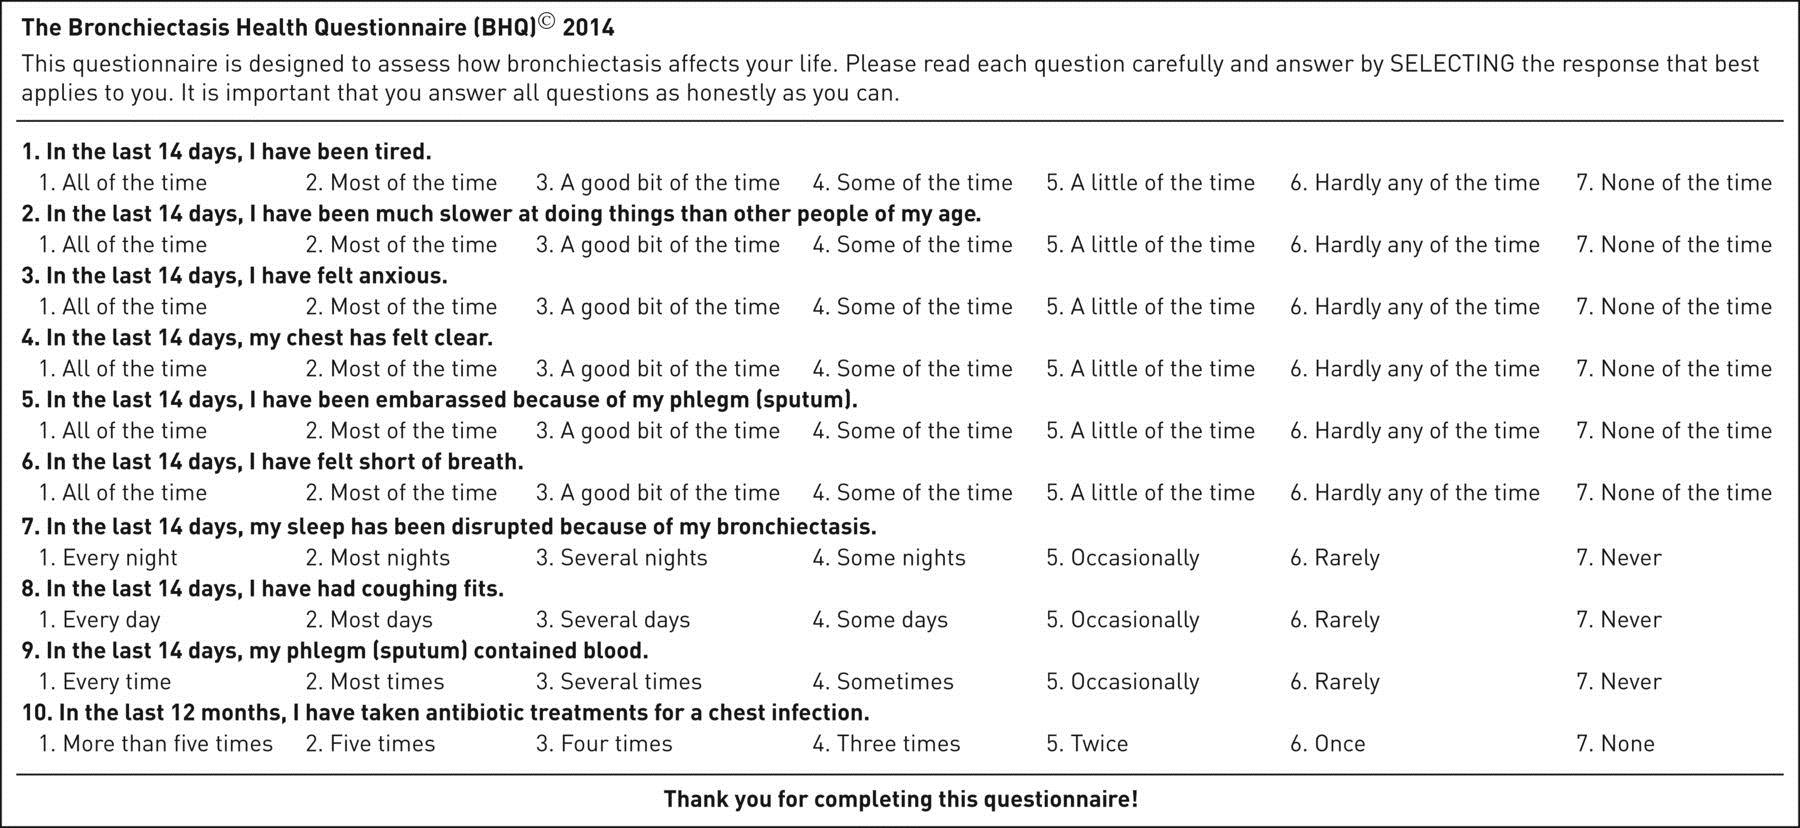 The Bronchiectasis Health Questionnaire (BHQ)© 2014
This questionnaire is designed to assess how bronchiectasis affects your life. Please read each question carefully and answer by SELECTING the response that best
applies to you. It is important that you answer all questions as honestly as you can.
1. In the last 14 days, I have been tired.
1. All of the time 2. Most of the time 3. A good bit of the time 4. Some of the time 5. A little of the time 6. Hardly any of the time 7. None of the time
2. In the last 14 days, I have been much slower at doing things than other people of my age.
1. All of the time 2. Most of the time 3. A good bit of the time 4. Some of the time 5. A little of the time 6. Hardly any of the time 7. None of the time
3. In the last 14 days, I have felt anxious.
1. All of the time 2. Most of the time 3. A good bit of the time 4. Some of the time 5. A little of the time 6. Hardly any of the time 7. None of the time
4. In the last 14 days, my chest has felt clear.
1. All of the time 2. Most of the time 3. A good bit of the time 4. Some of the time 5. A little of the time 6. Hardly any of the time 7. None of the time
5. In the last 14 days, I have been embarassed because of my phlegm (sputum).
1. All of the time 2. Most of the time 3. A good bit of the time 4. Some of the time 5. A little of the time 6. Hardly any of the time 7. None of the time
6. In the last 14 days, I have felt short of breath.
1. All of the time 2. Most of the time 3. A good bit of the time 4. Some of the time 5. A little of the time 6. Hardly any of the time 7. None of the time
7. In the last 14 days, my sleep has been disrupted because of my bronchiectasis.
1. Every night 2. Most nights 3. Several nights 4. Some nights 5. Occasionally 6. Rarely 7. Never
8. In the last 14 days, I have had coughing fits.
1. Every day 2. Most days 3. Several days 4. Some days 5. Occasionally 6. Rarely 7. Never
9. In the last 14 days, my phlegm (sputum) contained blood.
1. Every time 2. Most times 3. Several times 4. Sometimes 5. Occasionally 6. Rarely 7. Never
10. In the last 12 months, I have taken antibiotic treatments for a chest infection.
1. More than five times 2. Five times 3. Four times 4. Three times 5. Twice 6. Once 7. None
Thank you for completing this questionnaire!